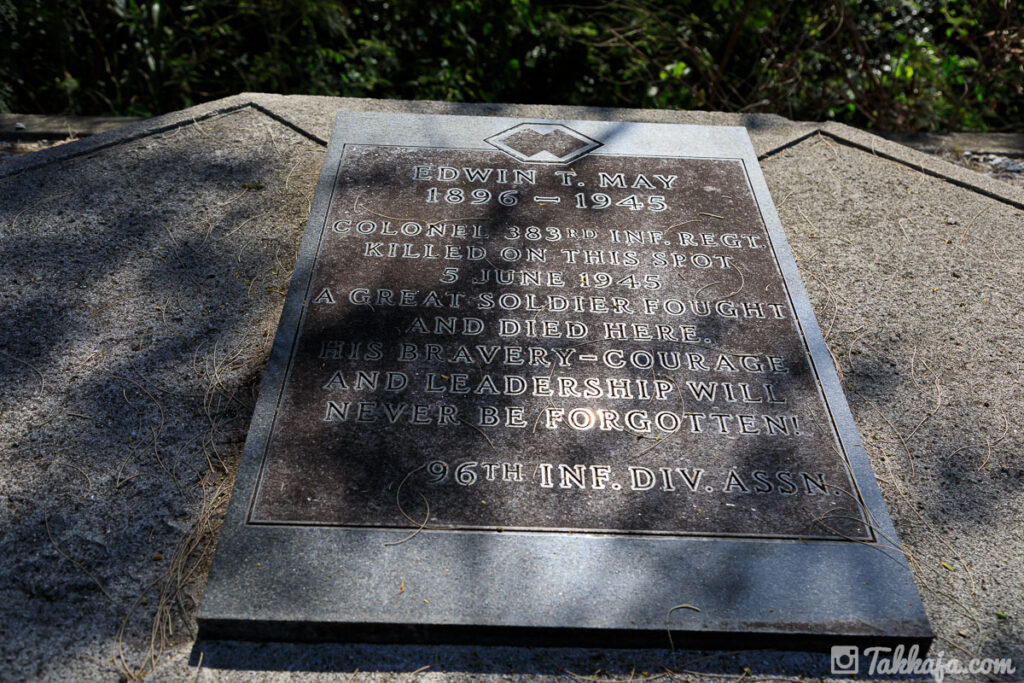 EDWIN T. MAY
1896 – 1945
COLONEL 383RD INF. REGT.
KILLED ON THIS SPOT
5 JUNE 1945
A GREAT SOLDIER FOUGHT
AND DIED HERE.
HIS BRAVERY–COURAGE
AND LEADERSHIP WILL
NEVER BE FORGOTTEN!
96TH INF. DIV. ASSN.
Takkaja.com